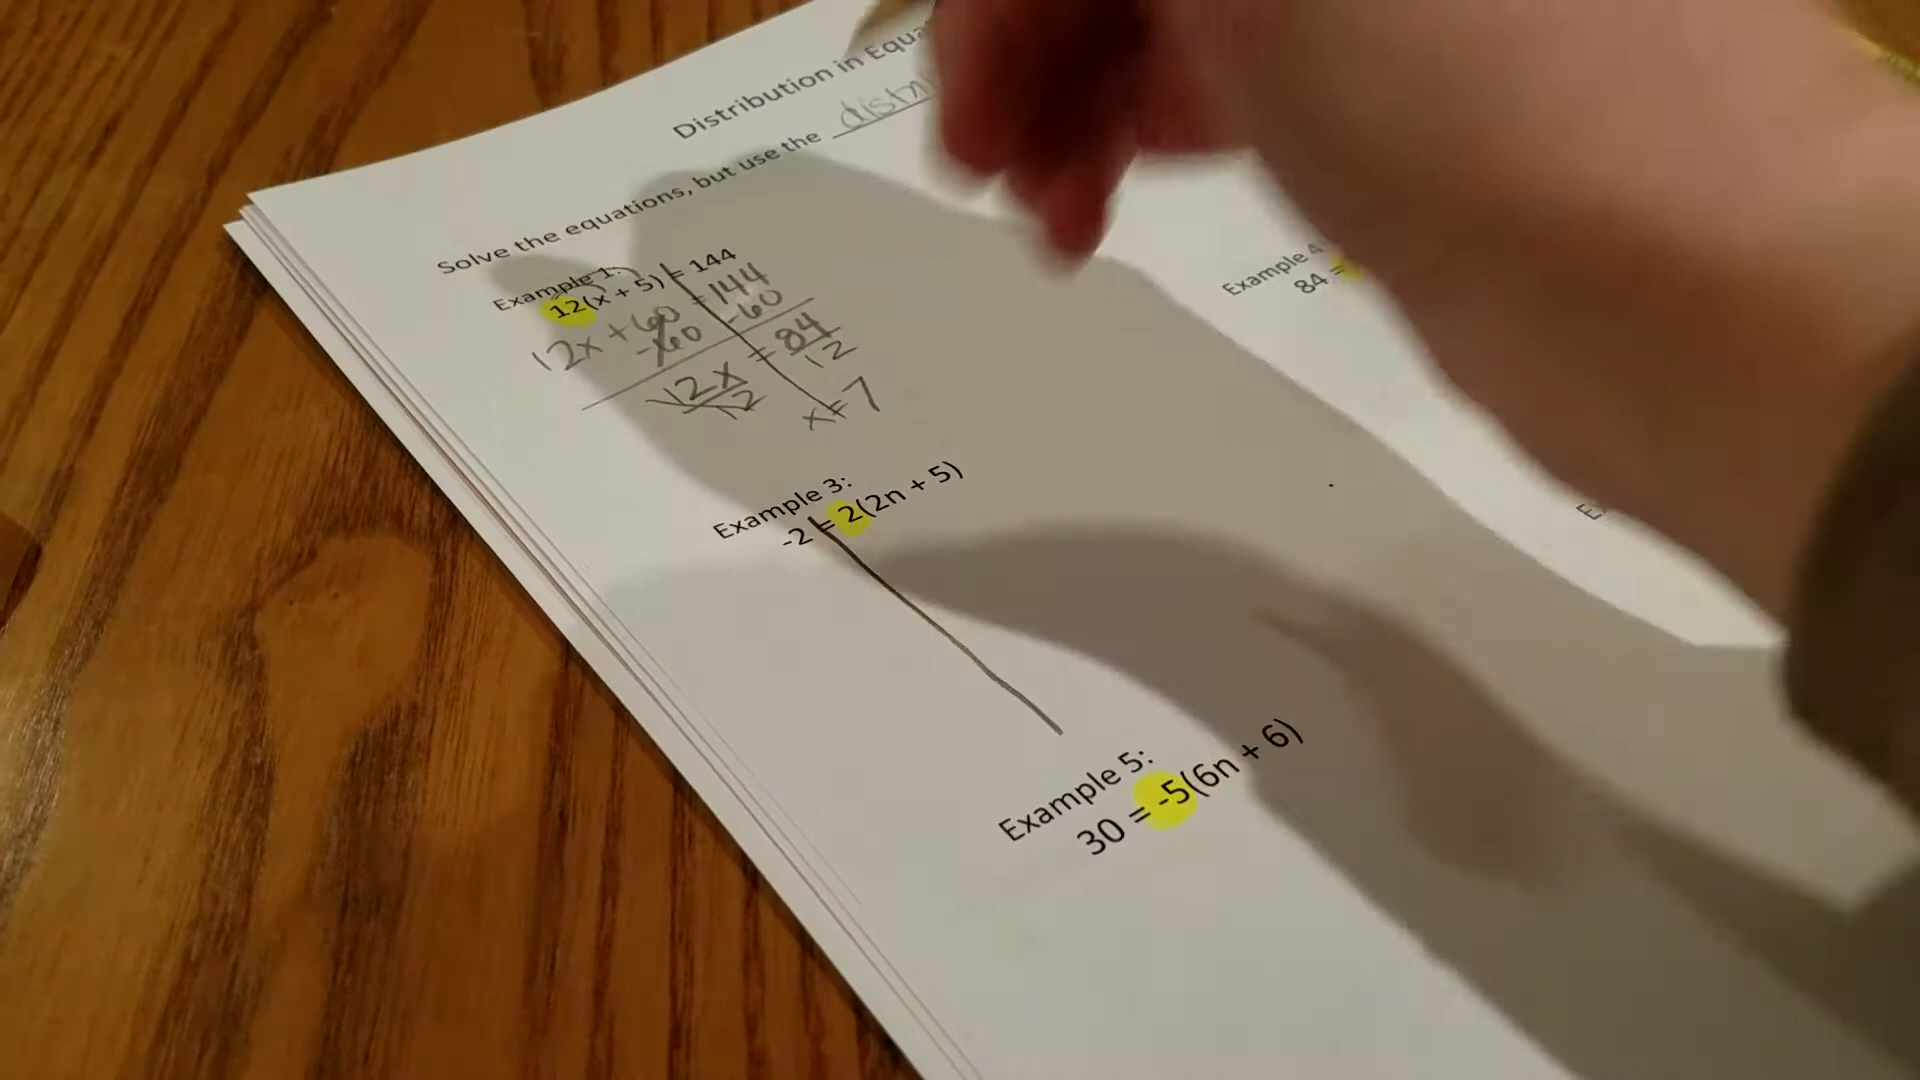 Distribution in
Solve the equations, but use the
Example 1:
12(x + 5) = 144
12x + 60 = 144
-60 -60
12x = 84
12 12
x = 7
Example 3:
-2 = 2(2n + 5)
Example 4
84 =
Example 5:
30 = -5(6n + 6)